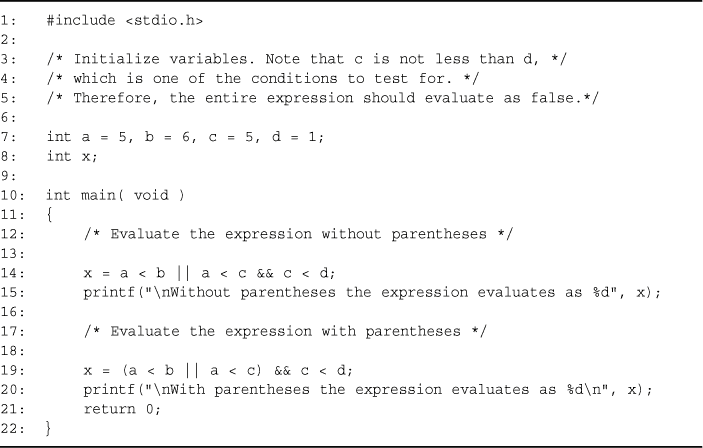 1: #include <stdio.h>
2:
3: /* Initialize variables. Note that c is not less than d, */
4: /* which is one of the conditions to test for. */
5: /* Therefore, the entire expression should evaluate as false.*/
6:
7: int a = 5, b = 6, c = 5, d = 1;
8: int x;
9:
10: int main( void )
11: {
12:     /* Evaluate the expression without parentheses */
13:
14:     x = a < b || a < c && c < d;
15:     printf("\nWithout parentheses the expression evaluates as %d", x);
16:
17:     /* Evaluate the expression with parentheses */
18:
19:     x = (a < b || a < c) && c < d;
20:     printf("\nWith parentheses the expression evaluates as %d\n", x);
21:     return 0;
22: }